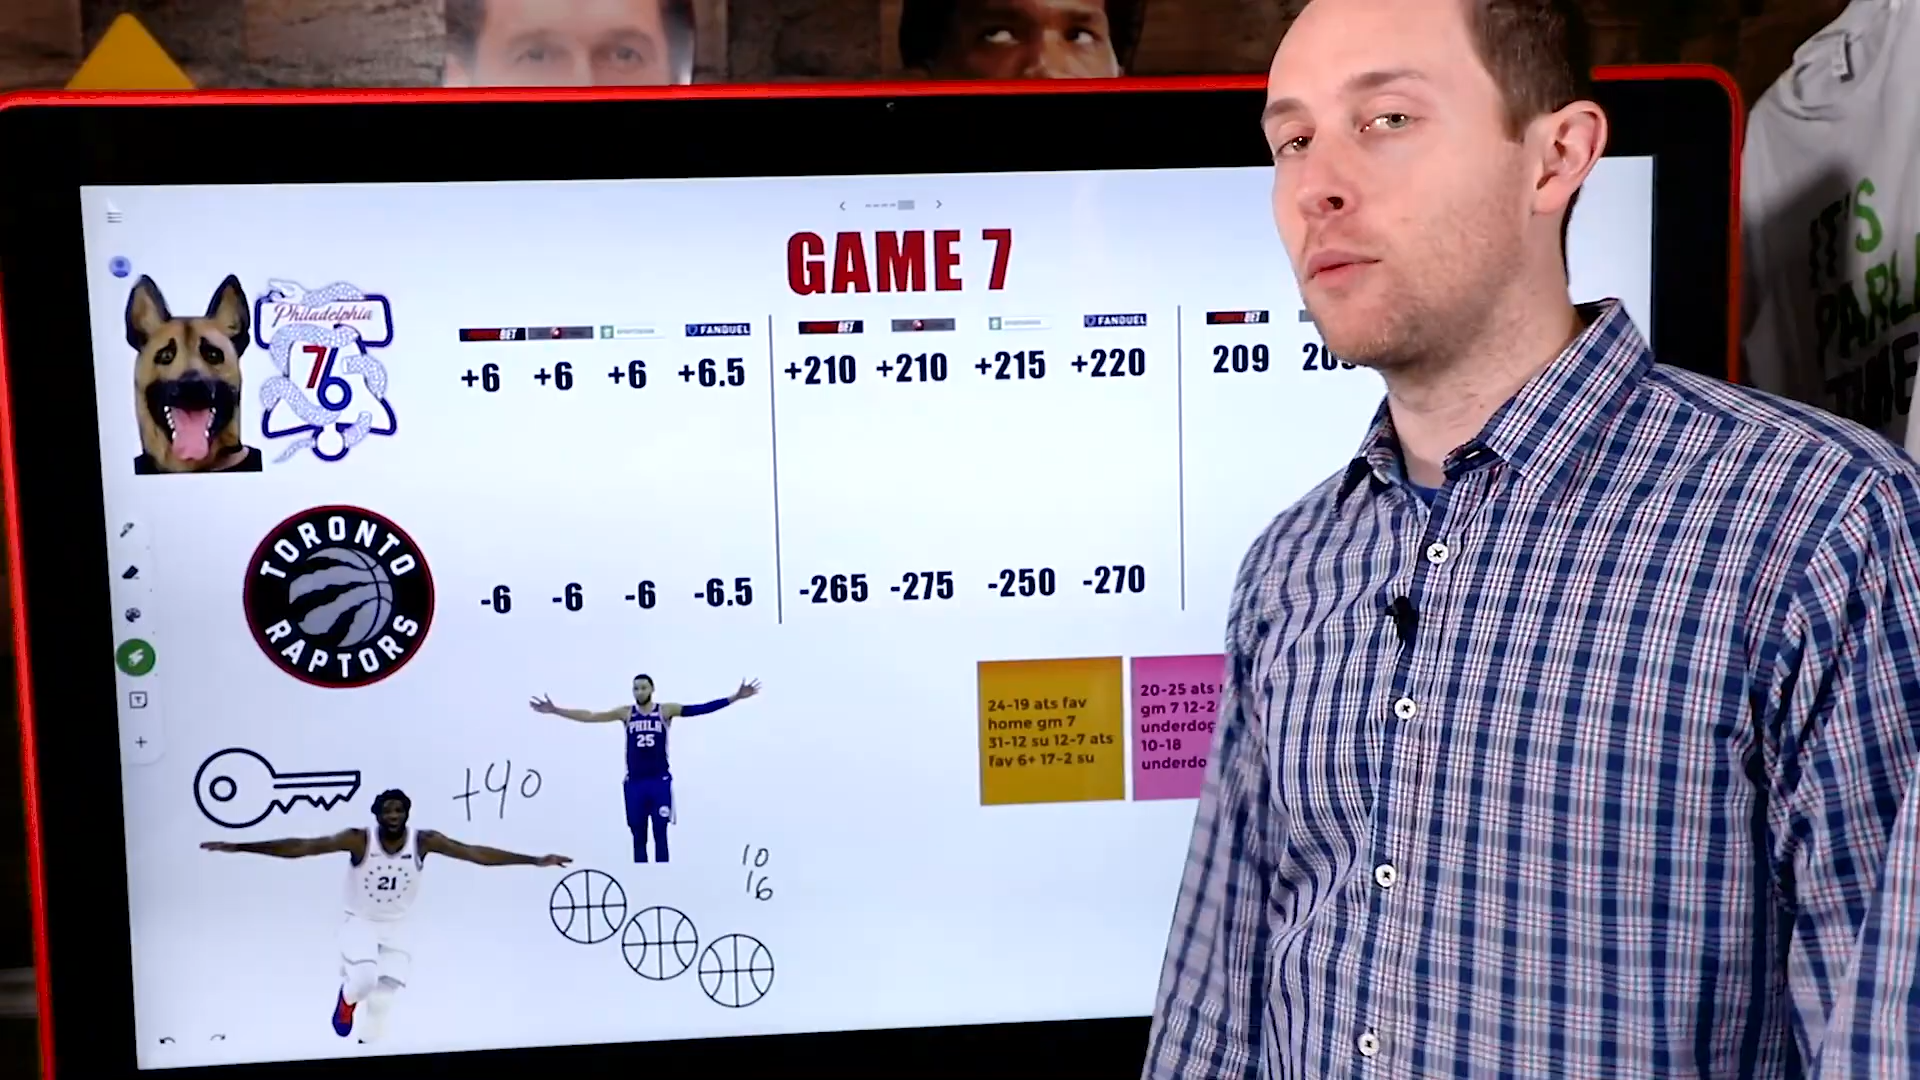 GAME 7
Philadelphia
76
FANDUEL
FANDUEL
+6 +6 +6 +6.5 +210 +210 +215 +220 209
TORONTO
RAPTORS
-6 -6 -6 -6.5 -265 -275 -250 -270
PHILA
25
24-19 ats fav
home gm 7
31-12 su 12-7 ats
fav 6+ 17-2 su
20-25 ats
gm 7
10-18
+40
21
10
16
IT'S
TIME